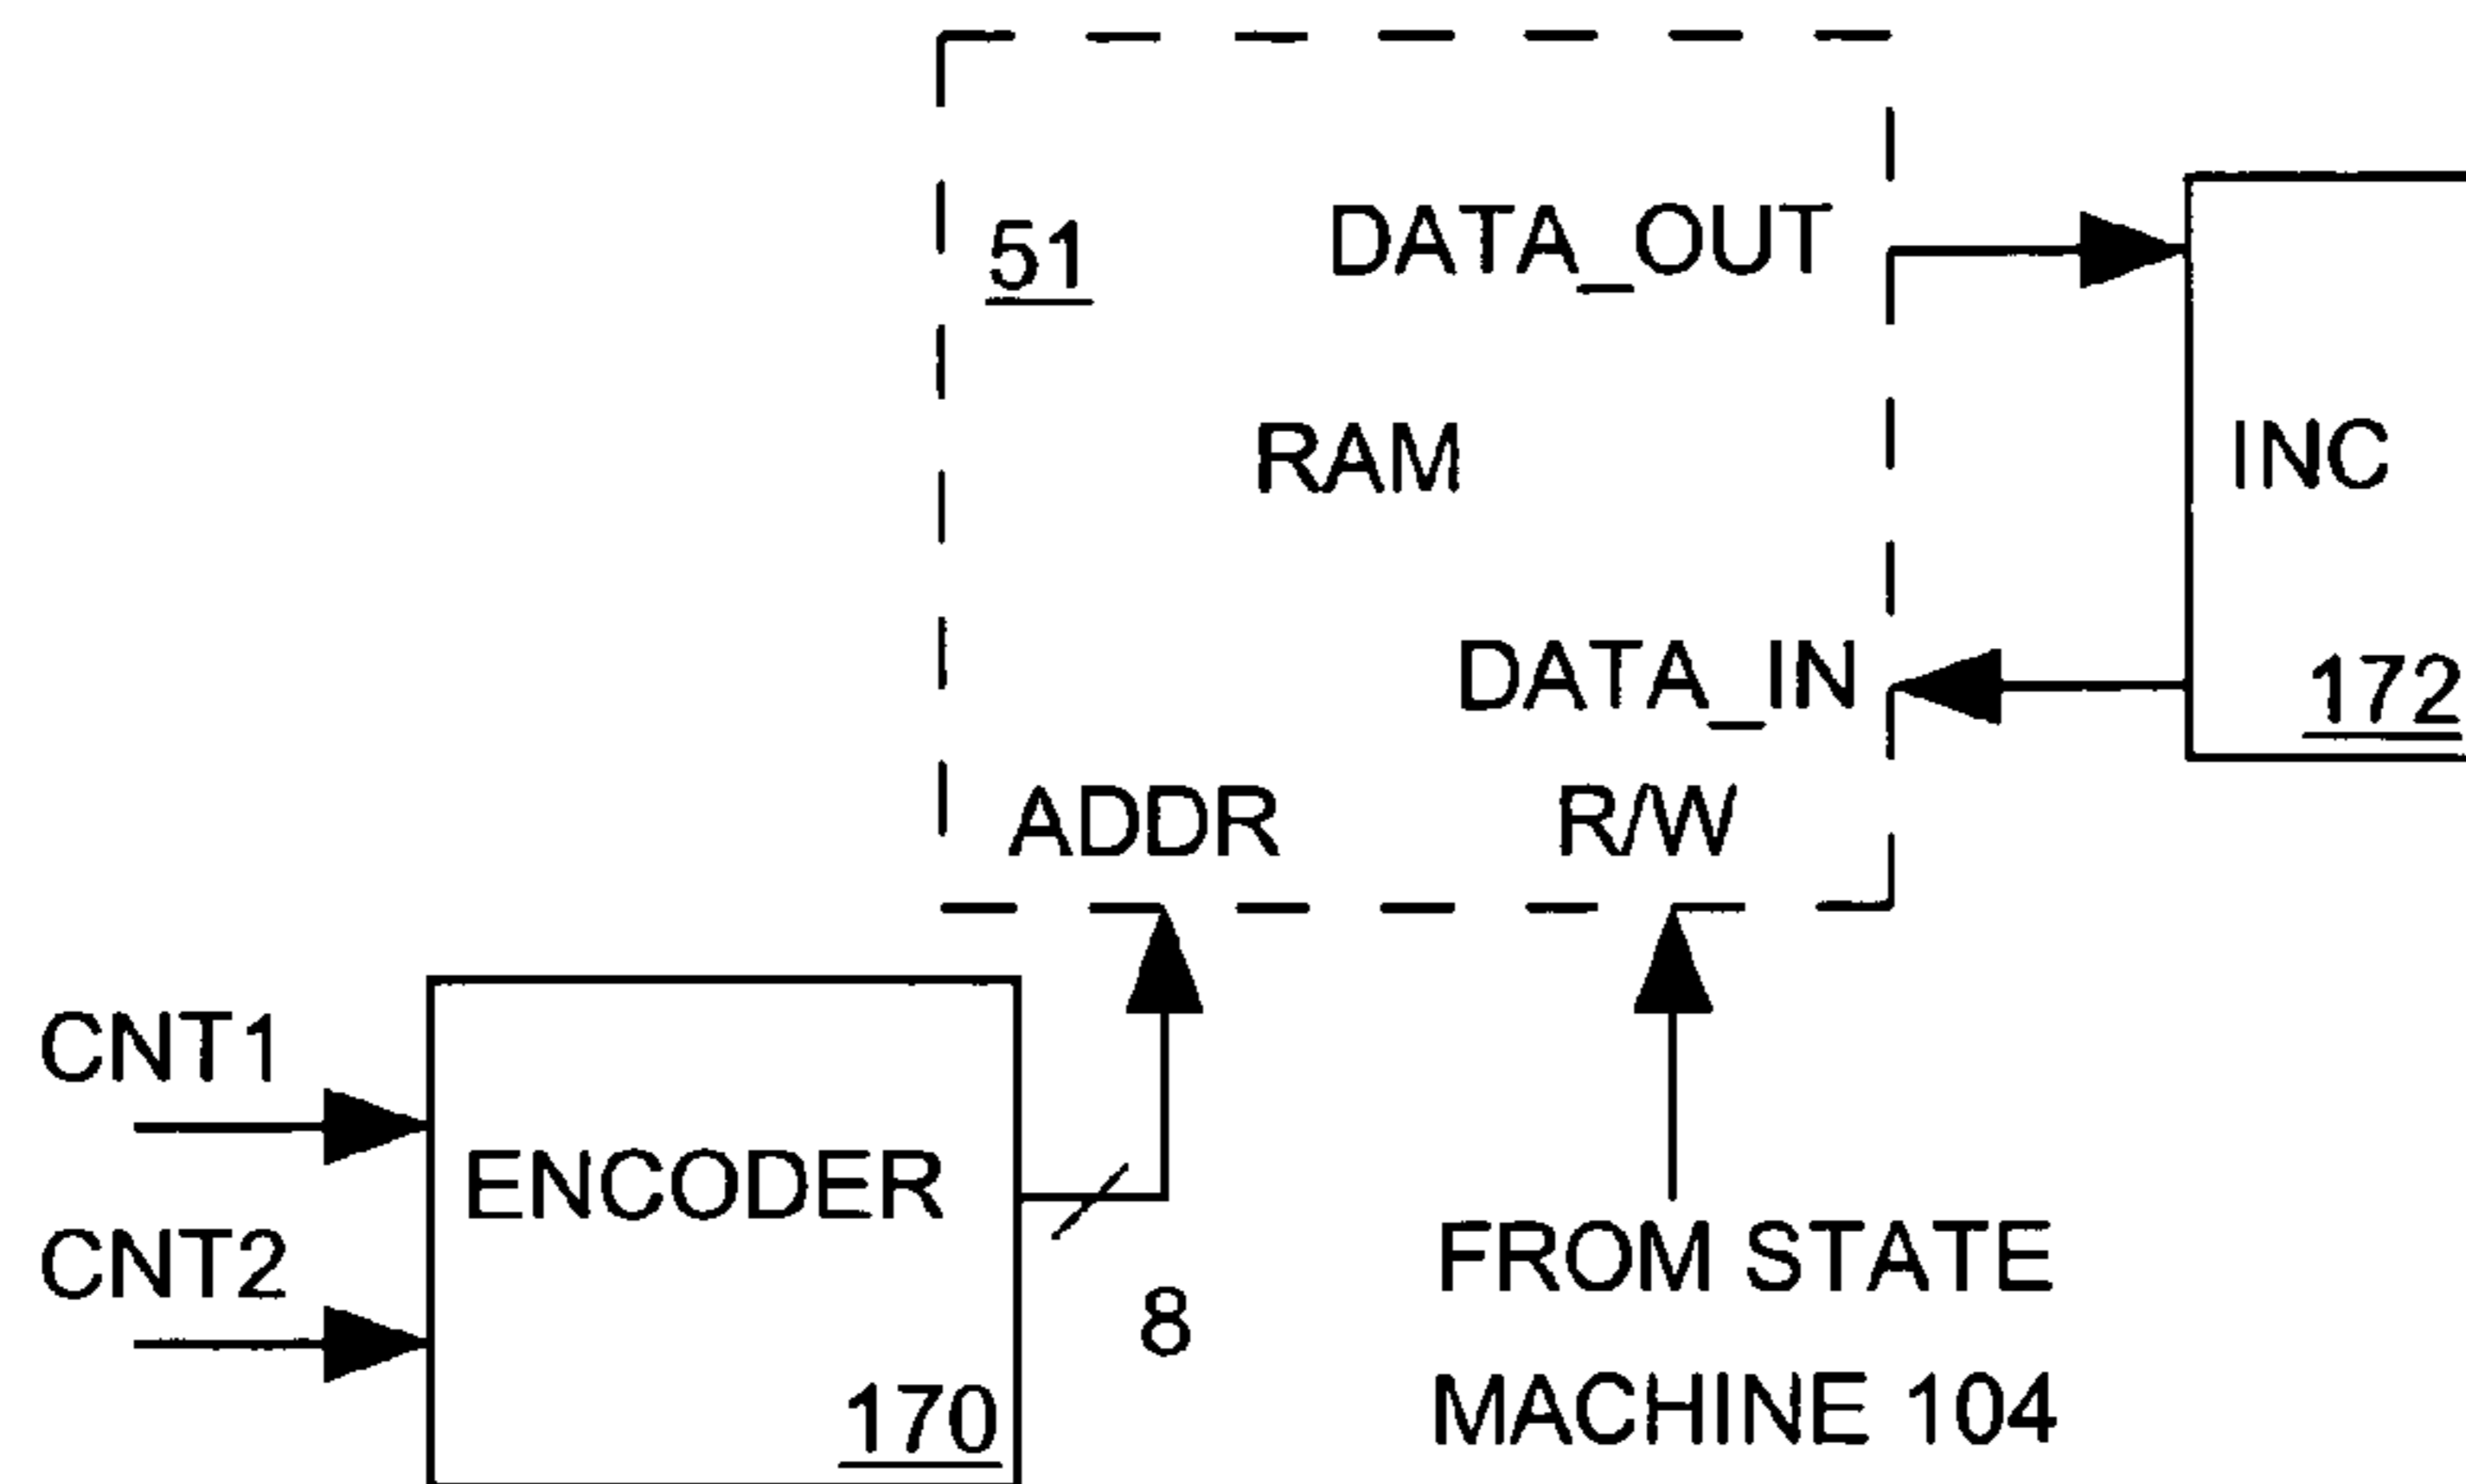 51
DATA_OUT
RAM
INC
DATA_IN
172
ADDR
R/W
CNT1
ENCODER
CNT2
8
170
FROM STATE
MACHINE 104